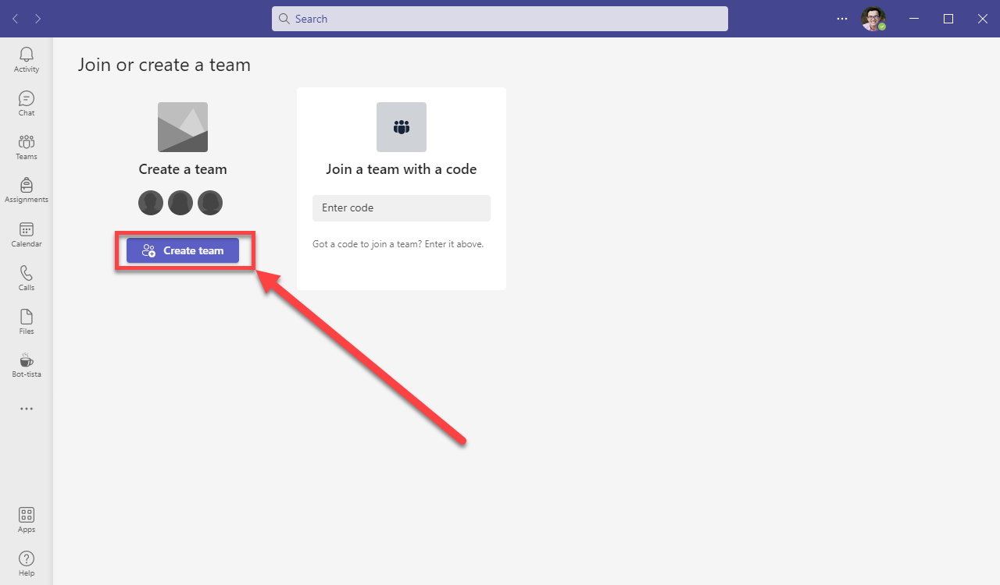 Search
Activity
Chat
Teams
Assignments
Calendar
Calls
Files
Bot-tista
Apps
Help
Join or create a team
Create a team
Create team
Join a team with a code
Enter code
Got a code to join a team? Enter it above.